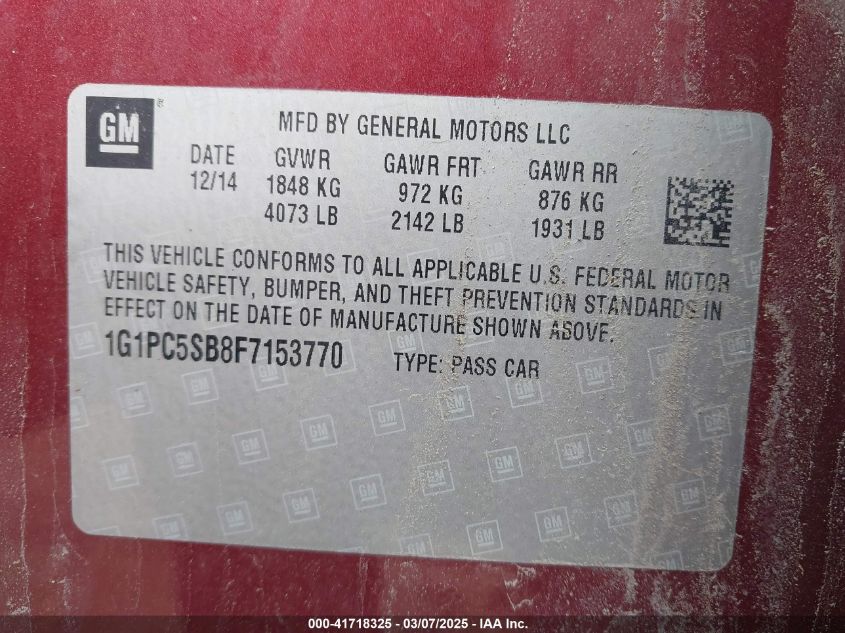 GM
MFD BY GENERAL MOTORS LLC
DATE GVWR GAWR FRT GAWR RR
12/14 1848 KG 972 KG 876 KG
4073 LB 2142 LB 1931 LB
THIS VEHICLE CONFORMS TO ALL APPLICABLE U.S. FEDERAL MOTOR
VEHICLE SAFETY, BUMPER, AND THEFT PREVENTION STANDARDS IN
EFFECT ON THE DATE OF MANUFACTURE SHOWN ABOVE.
1G1PC5SB8F7153770 TYPE: PASS CAR
000-41718325 - 03/07/2025 - IAA Inc.